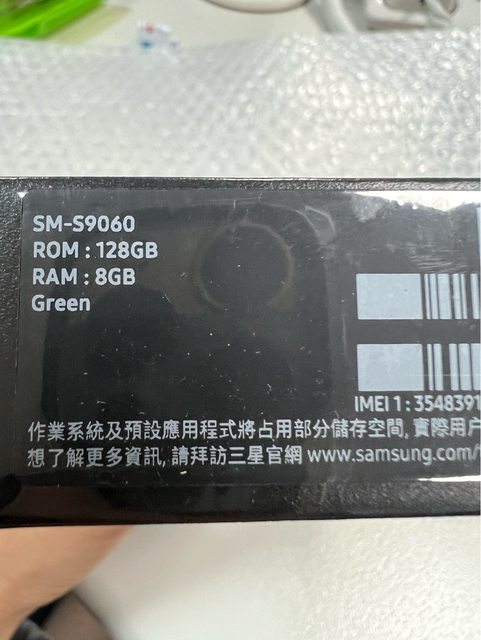 SM-S9060
ROM : 128GB
RAM : 8GB
Green
IMEI 1 : 3548391
作業系統及預設應用程式將占用部分儲存空間, 實際用戶
想了解更多資訊, 請拜訪三星官網 www.samsung.com/